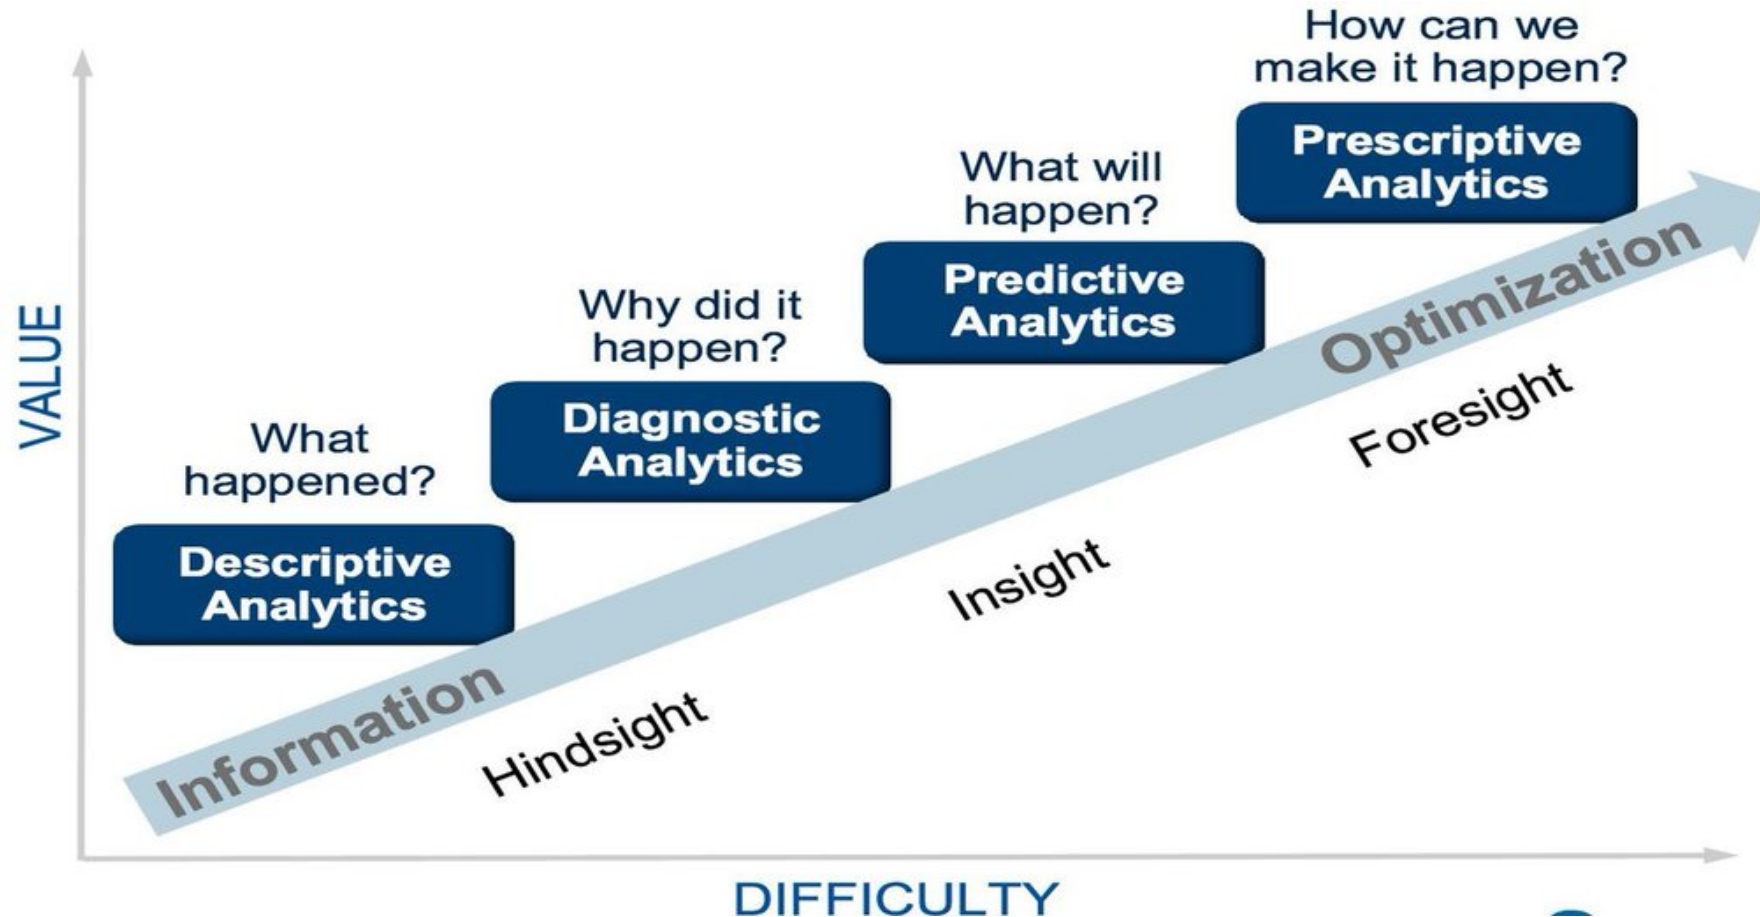 How can we
make it happen?
Prescriptive
Analytics
What will
happen?
Predictive
Analytics
Why did it
happen?
Diagnostic
Analytics
What
happened?
Descriptive
Analytics
VALUE
Information
Optimization
Hindsight
Insight
Foresight
DIFFICULTY